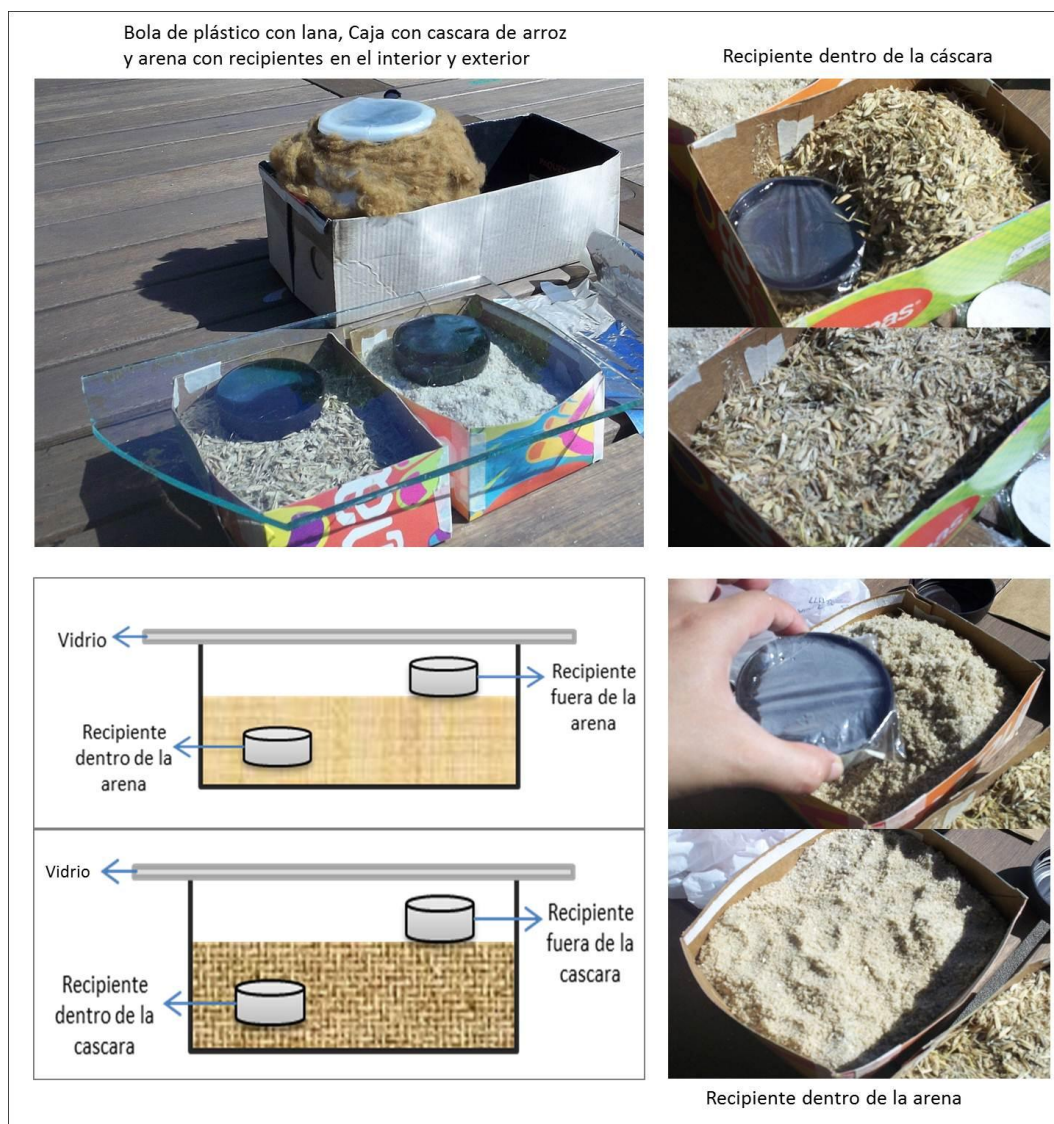 Bola de plástico con lana, Caja con cascara de arroz
y arena con recipientes en el interior y exterior
Recipiente dentro de la cáscara
nas
Vidrio
Recipiente
fuera de la
arena
Recipiente
dentro de la
arena
Vidrio
Recipiente
fuera de la
cascara
Recipiente
dentro de la
cascara
Recipiente dentro de la arena